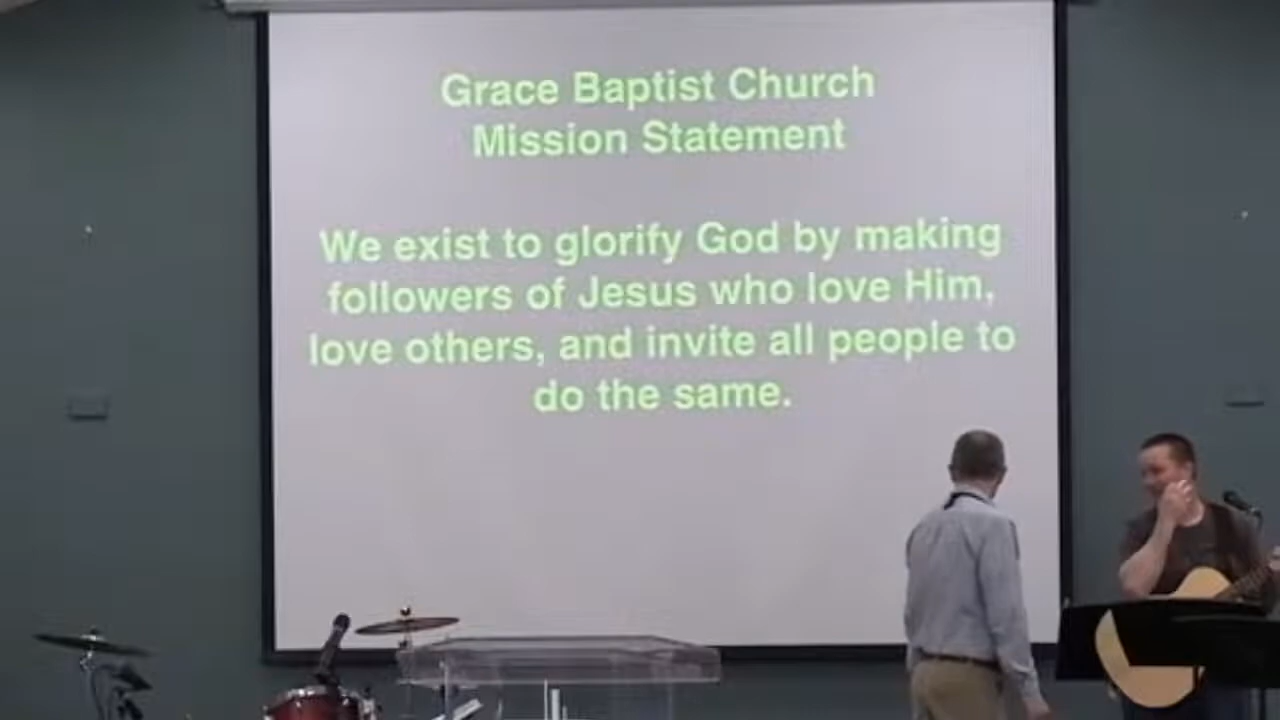 Grace Baptist Church
Mission Statement
We exist to glorify God by making
followers of Jesus who love Him,
love others, and invite all people to
do the same.